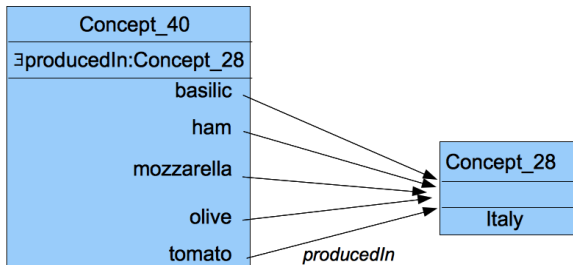 Concept_40
∃producedIn:Concept_28
basilic
ham
mozzarella
olive
tomato
producedIn
Concept_28
Italy